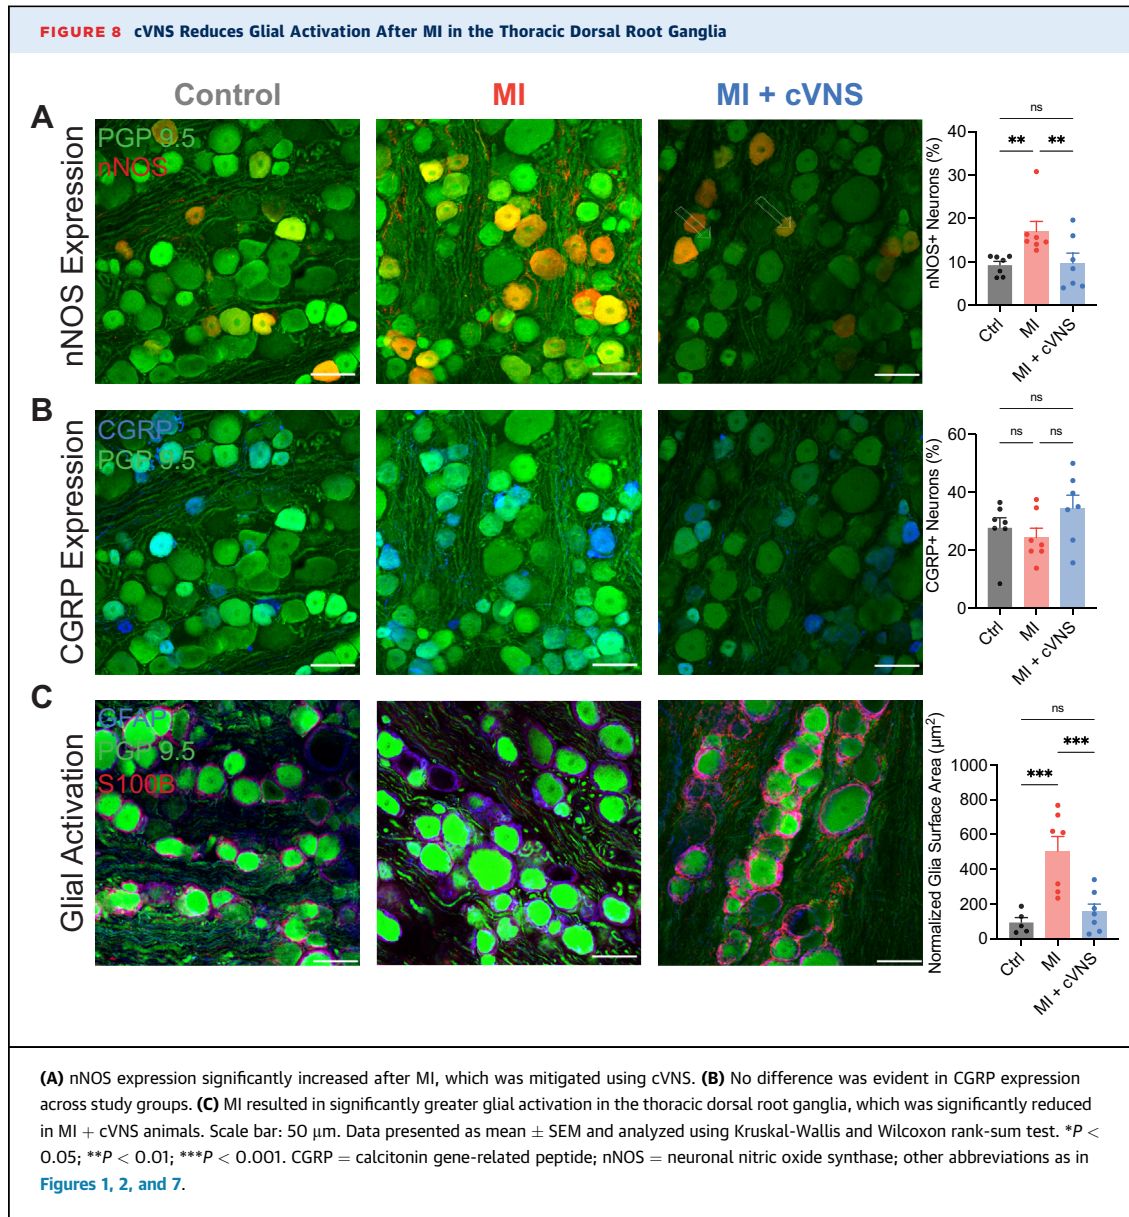 FIGURE 8 cVNS Reduces Glial Activation After MI in the Thoracic Dorsal Root Ganglia
Control
MI
MI + cVNS
A
nNOS Expression
PGP 9.5
nNOS
nNOS+ Neurons (%)
40
30
20
10
0
ns
**
**
Ctrl
MI
MI + cVNS
B
CGRP Expression
CGRP
PGP 9.5
CGRP+ Neurons (%)
60
40
20
0
ns
ns
ns
Ctrl
MI
MI + cVNS
C
Glial Activation
GFAP
PGP 9.5
S100B
Normalized Glia Surface Area (µm²)
1000
800
600
400
200
0
ns
***
***
Ctrl
MI
MI + cVNS
(A) nNOS expression significantly increased after MI, which was mitigated using cVNS. (B) No difference was evident in CGRP expression
across study groups. (C) MI resulted in significantly greater glial activation in the thoracic dorsal root ganglia, which was significantly reduced
in MI + cVNS animals. Scale bar: 50 µm. Data presented as mean ± SEM and analyzed using Kruskal-Wallis and Wilcoxon rank-sum test. *P <
0.05; **P < 0.01; ***P < 0.001. CGRP = calcitonin gene-related peptide; nNOS = neuronal nitric oxide synthase; other abbreviations as in
Figures 1, 2, and 7.